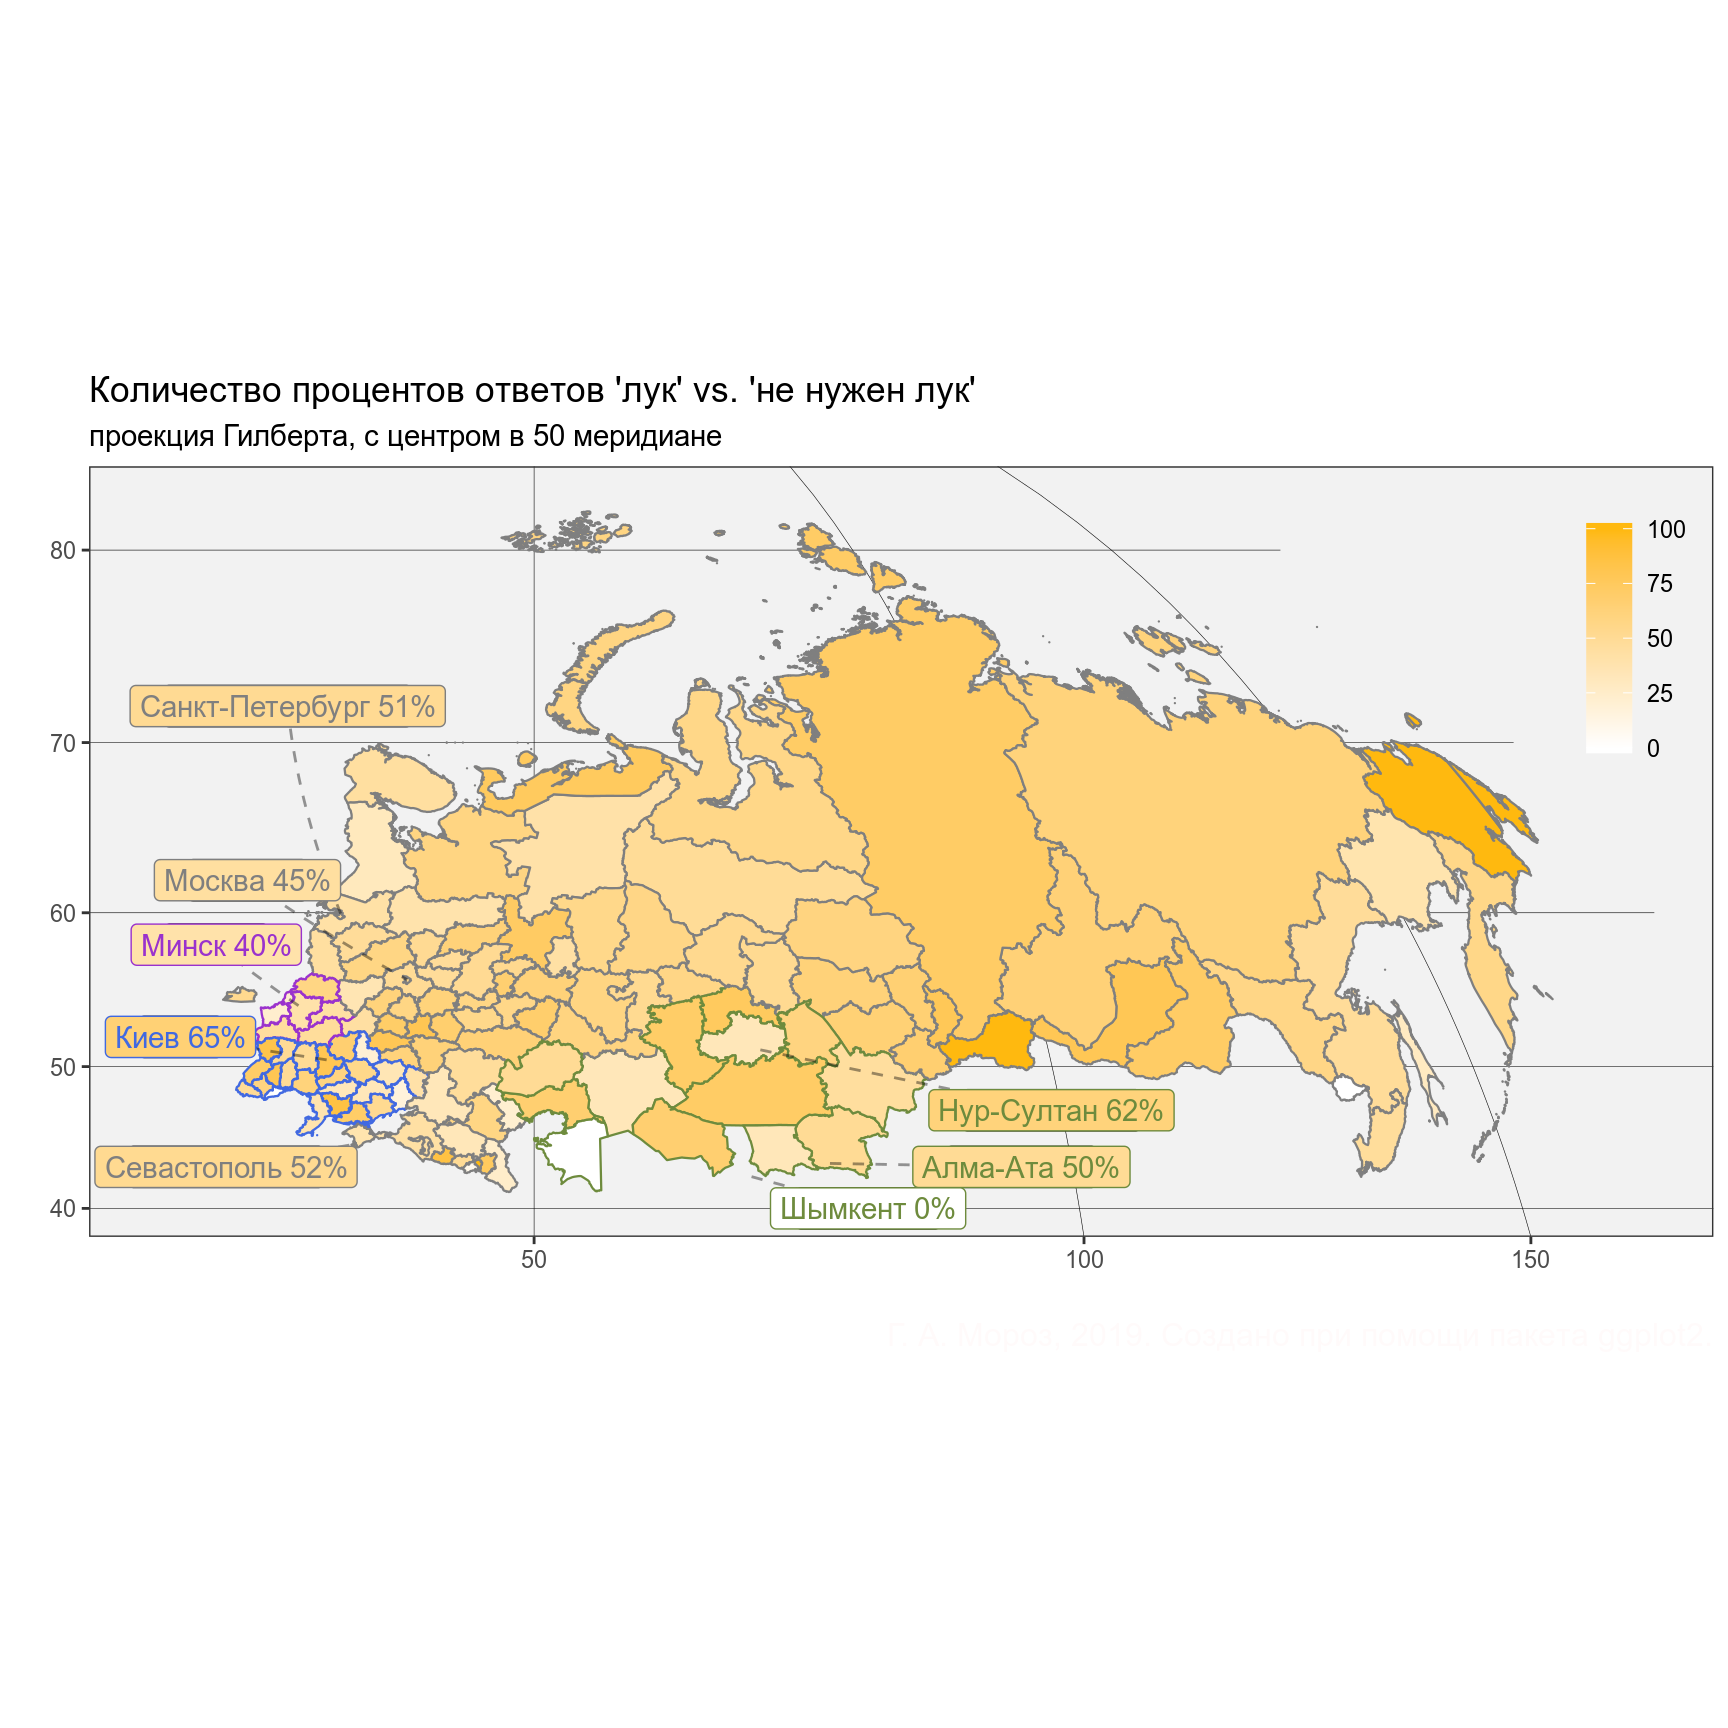 Количество процентов ответов 'лук' vs. 'не нужен лук'
проекция Гилберта, с центром в 50 меридиане
100
75
50
25
0
80
70
60
50
40
Санкт-Петербург 51%
Москва 45%
Минск 40%
Киев 65%
Севастополь 52%
Нур-Султан 62%
Алма-Ата 50%
Шымкент 0%
50
100
150
Г. А. Мороз, 2019. Создано при помощи пакета ggplot2.